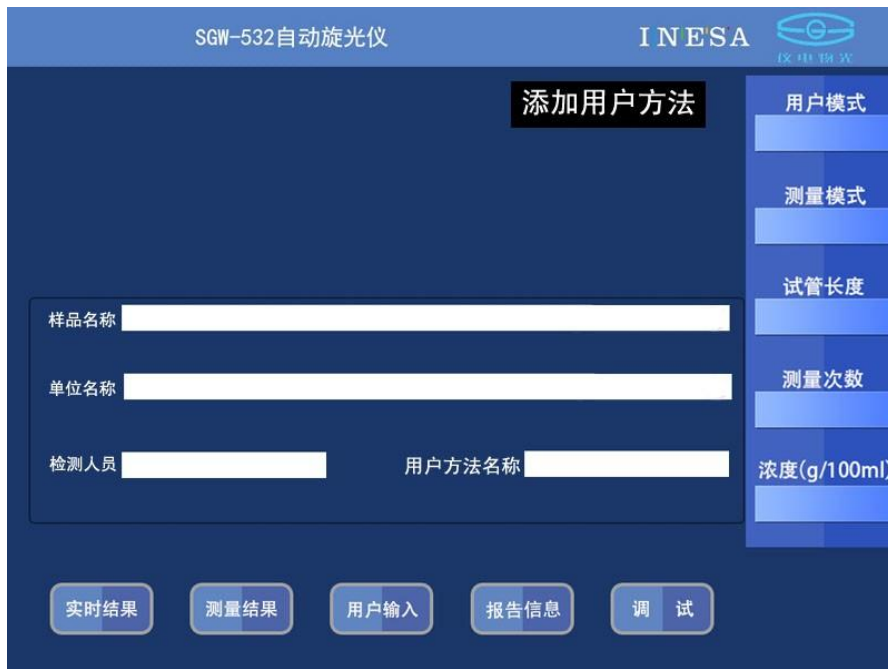 SGW-532自动旋光仪
INESA
仪电物光
添加用户方法
用户模式
测量模式
试管长度
测量次数
浓度(g/100ml)
样品名称
单位名称
检测人员
用户方法名称
实时结果
测量结果
用户输入
报告信息
调 试